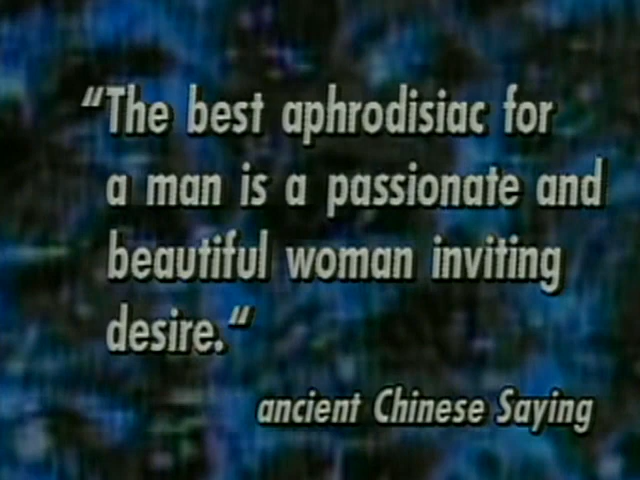 “The best aphrodisiac for
a man is a passionate and
beautiful woman inviting
desire.“
ancient Chinese Saying